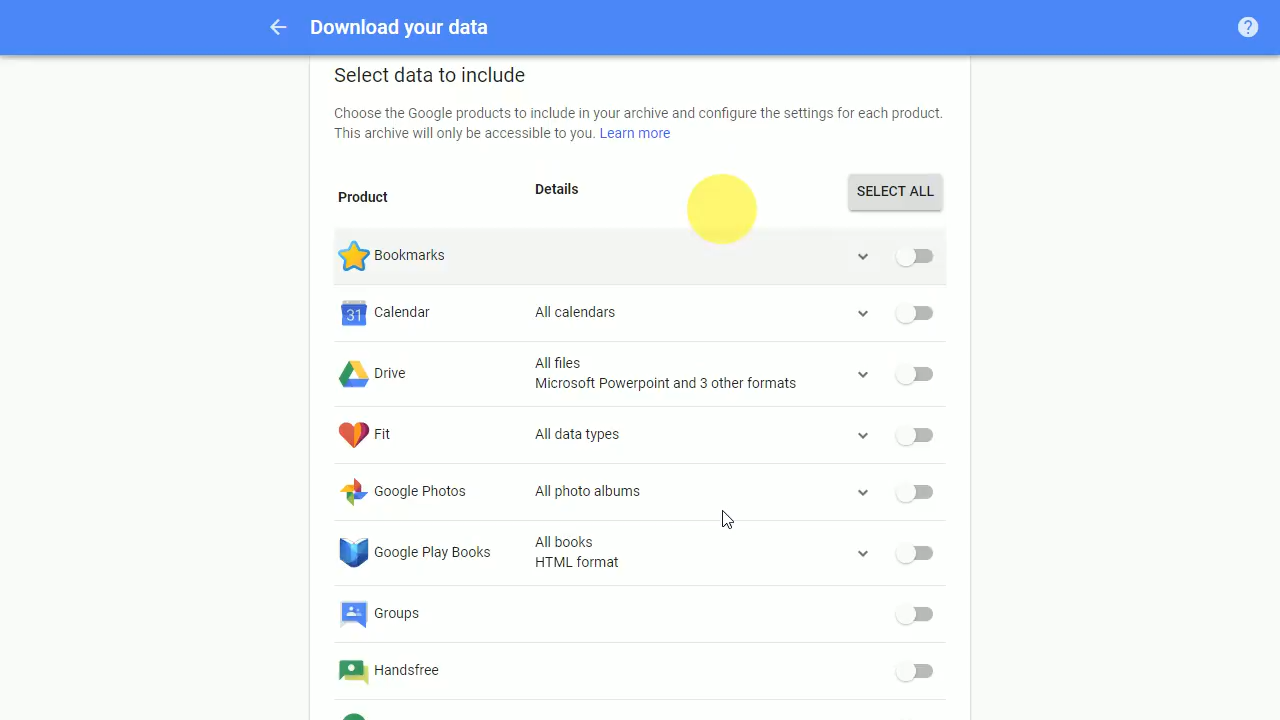 Download your data
?
Select data to include
Choose the Google products to include in your archive and configure the settings for each product.
This archive will only be accessible to you. Learn more
Product Details SELECT ALL
Bookmarks
31 Calendar All calendars
Drive All files
Microsoft Powerpoint and 3 other formats
Fit All data types
Google Photos All photo albums
Google Play Books All books
HTML format
Groups
Handsfree